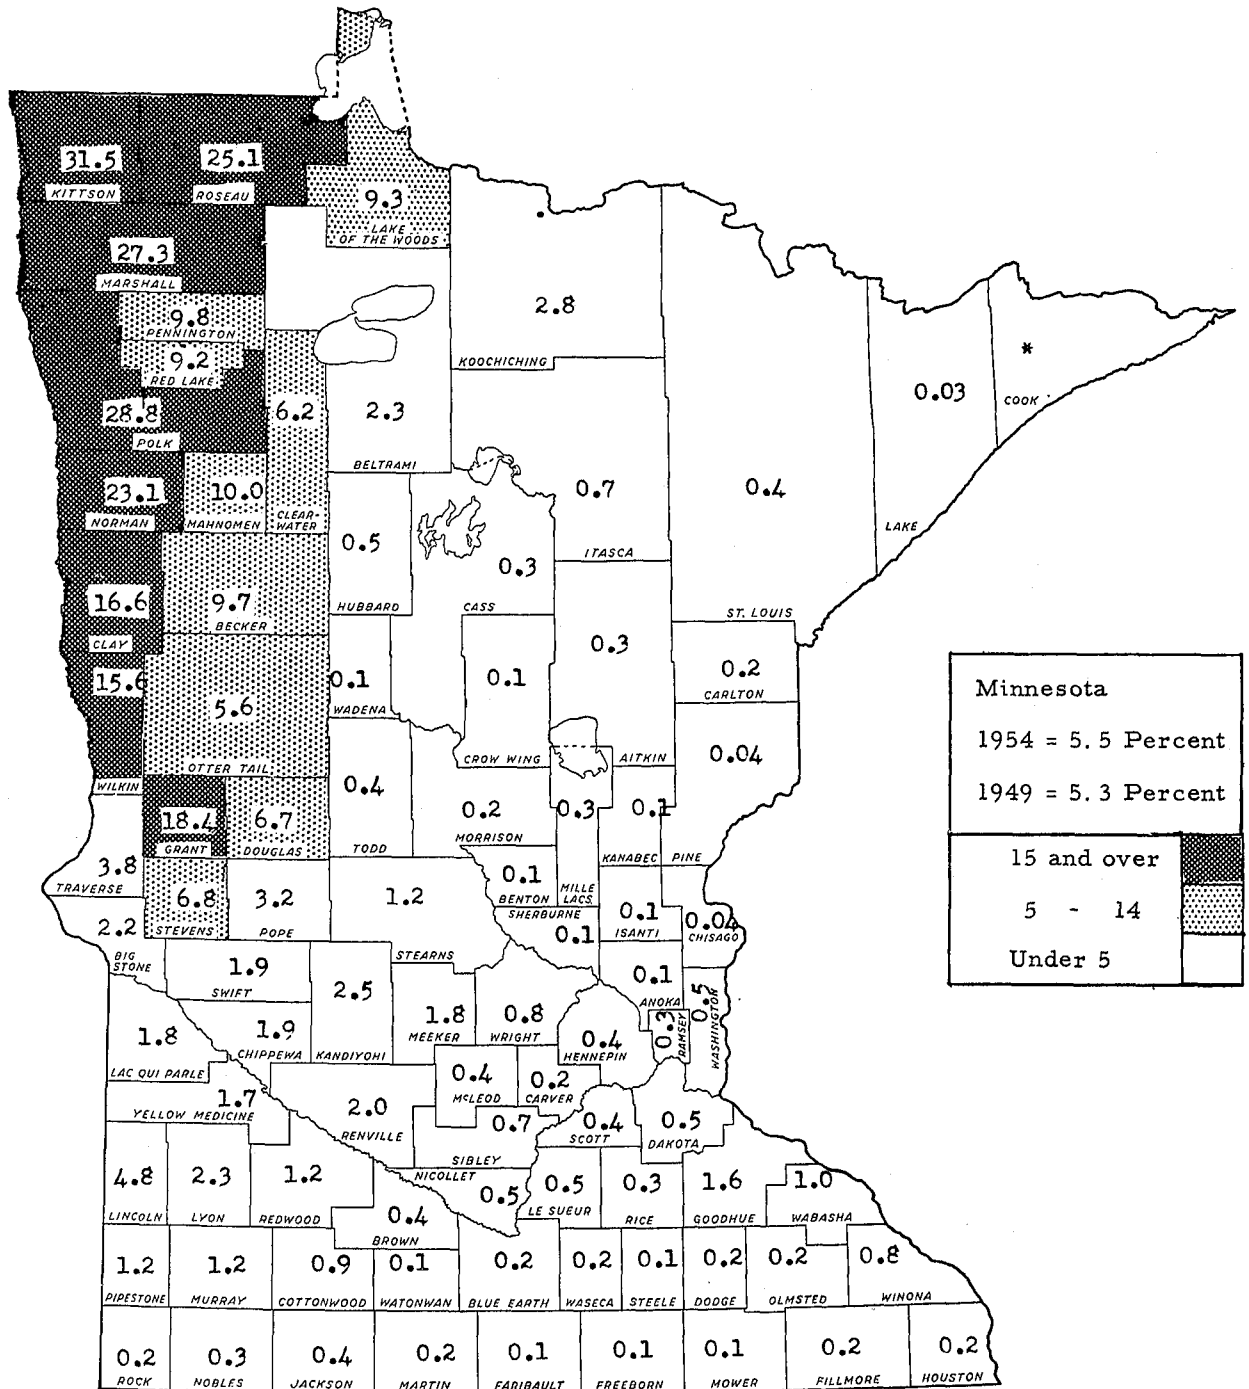 31.5
KITTSON
25.1
ROSEAU
9.3
LAKE
OF THE WOODS
27.3
MARSHALL
2.8
KOOCHICHING
9.8
PENNINGTON
9.2
RED LAKE
28.8
POLK
6.2
CLEAR-
WATER
2.3
BELTRAMI
0.03
LAKE
*
COOK
23.1
NORMAN
10.0
MAHNOMEN
0.7
ITASCA
0.4
ST. LOUIS
0.5
HUBBARD
0.3
CASS
16.6
CLAY
9.7
BECKER
0.3
AITKIN
0.2
CARLTON
15.6
WILKIN
5.6
OTTER TAIL
0.1
WADENA
0.1
CROW WING
0.04
PINE
18.4
GRANT
6.7
DOUGLAS
0.4
TODD
0.2
MORRISON
0.3
MILLE
LACS
0.1
KANABEC
3.8
TRAVERSE
6.8
STEVENS
3.2
POPE
1.2
STEARNS
0.1
BENTON
SHERBURNE
0.1
0.1
ISANTI
0.04
CHISAGO
2.2
BIG
STONE
1.9
SWIFT
2.5
KANDIYOHI
1.8
MEEKER
0.8
WRIGHT
0.1
ANOKA
0.4
HENNEPIN
0.3
RAMSEY
0.5
WASHINGTON
1.8
LAC QUI PARLE
1.9
CHIPPEWA
1.7
YELLOW MEDICINE
2.0
RENVILLE
0.4
McLEOD
0.2
CARVER
0.7
SIBLEY
0.4
SCOTT
0.5
DAKOTA
4.8
LINCOLN
2.3
LYON
1.2
REDWOOD
0.4
BROWN
NICOLLET
0.5
0.5
LE SUEUR
0.3
RICE
1.6
GOODHUE
1.0
WABASHA
1.2
PIPESTONE
1.2
MURRAY
0.9
COTTONWOOD
0.1
WATONWAN
0.2
BLUE EARTH
0.2
WASECA
0.1
STEELE
0.2
DODGE
0.2
OLMSTED
0.8
WINONA
0.2
ROCK
0.3
NOBLES
0.4
JACKSON
0.2
MARTIN
0.1
FARIBAULT
0.1
FREEBORN
0.1
MOWER
0.2
FILLMORE
0.2
HOUSTON
Minnesota
1954 = 5.5 Percent
1949 = 5.3 Percent
15 and over
5 - 14
Under 5